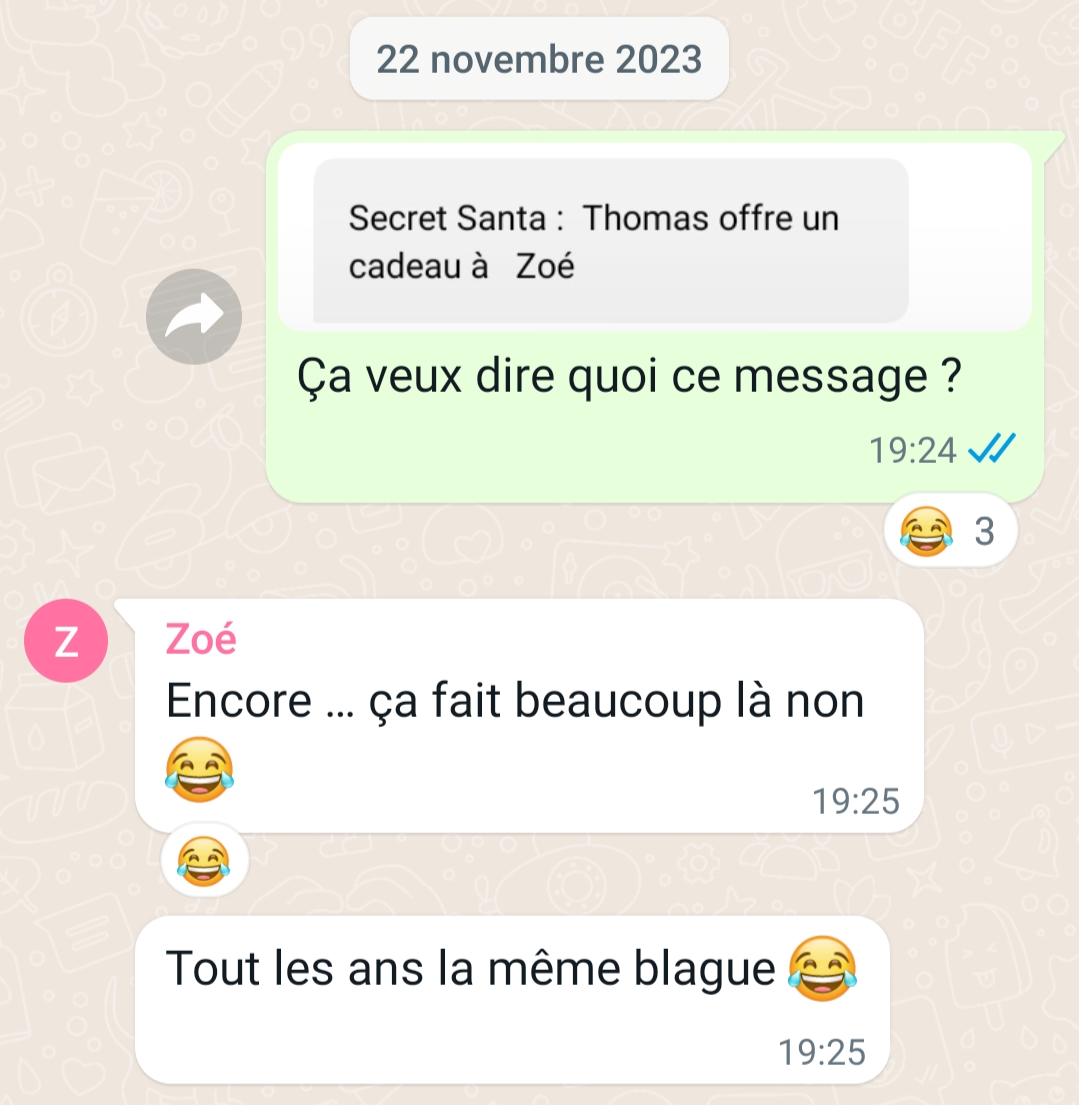 22 novembre 2023
Secret Santa :  Thomas offre un
cadeau à   Zoé
Ça veux dire quoi ce message ?
19:24
😂 3
Z
Zoé
Encore ... ça fait beaucoup là non
😂
19:25
😂
Tout les ans la même blague 😂
19:25